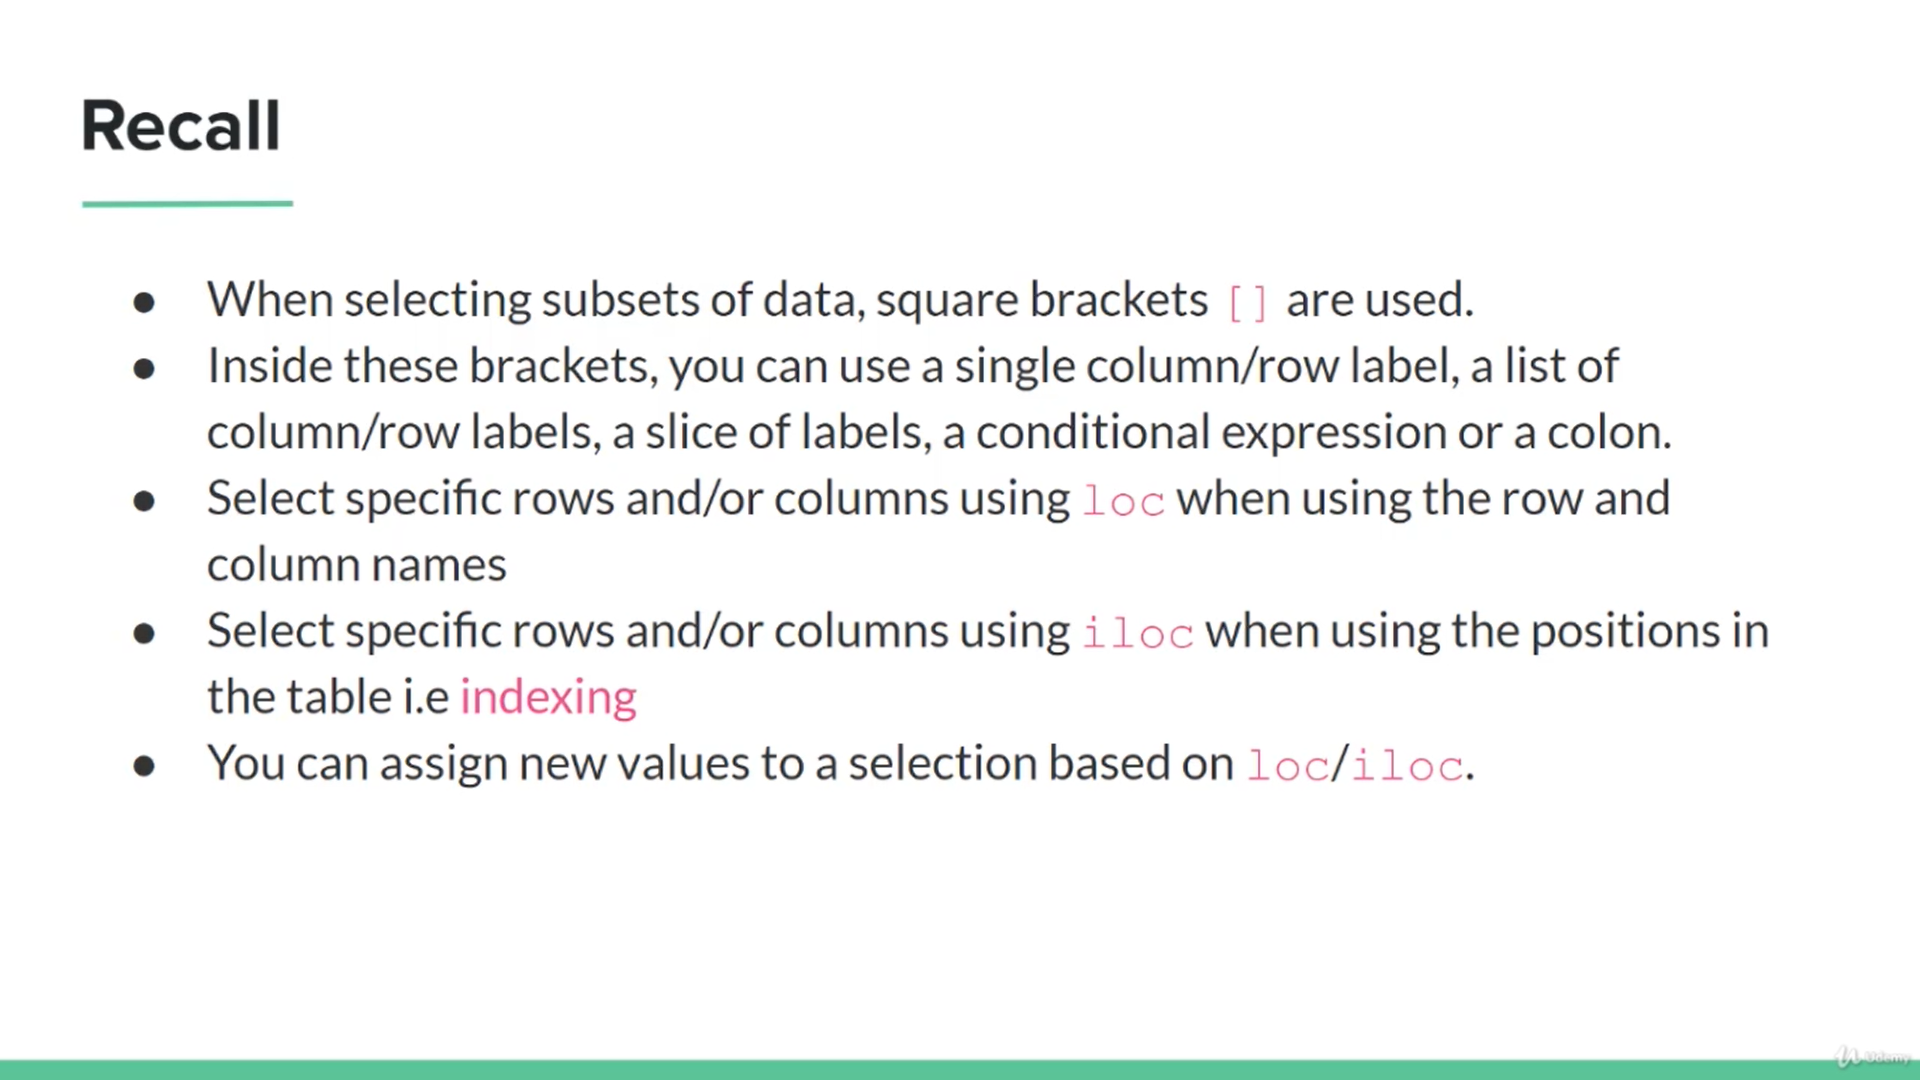 Recall
● When selecting subsets of data, square brackets [] are used.
● Inside these brackets, you can use a single column/row label, a list of
column/row labels, a slice of labels, a conditional expression or a colon.
● Select specific rows and/or columns using loc when using the row and
column names
● Select specific rows and/or columns using iloc when using the positions in
the table i.e indexing
● You can assign new values to a selection based on loc/iloc.
Udemy